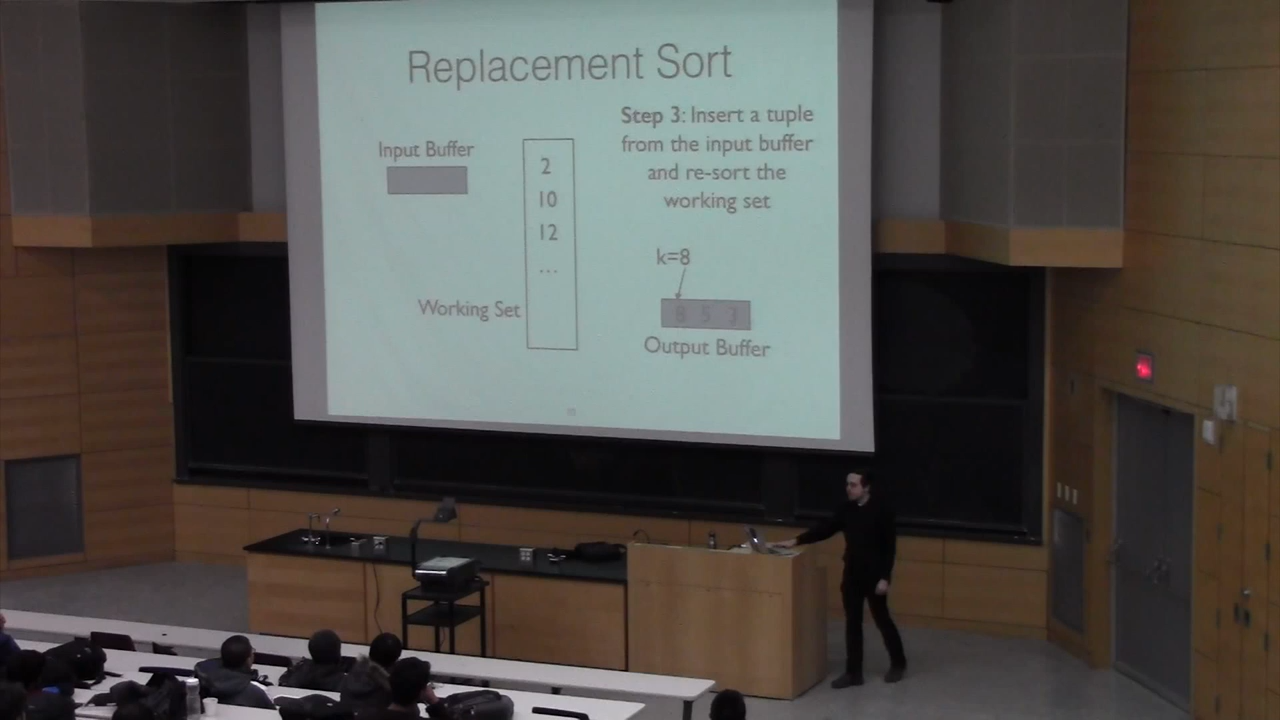 Replacement Sort
Step 3: Insert a tuple
from the input buffer
and re-sort the
working set
Input Buffer
2
10
12
...
Working Set
k=8
8 5 3
Output Buffer